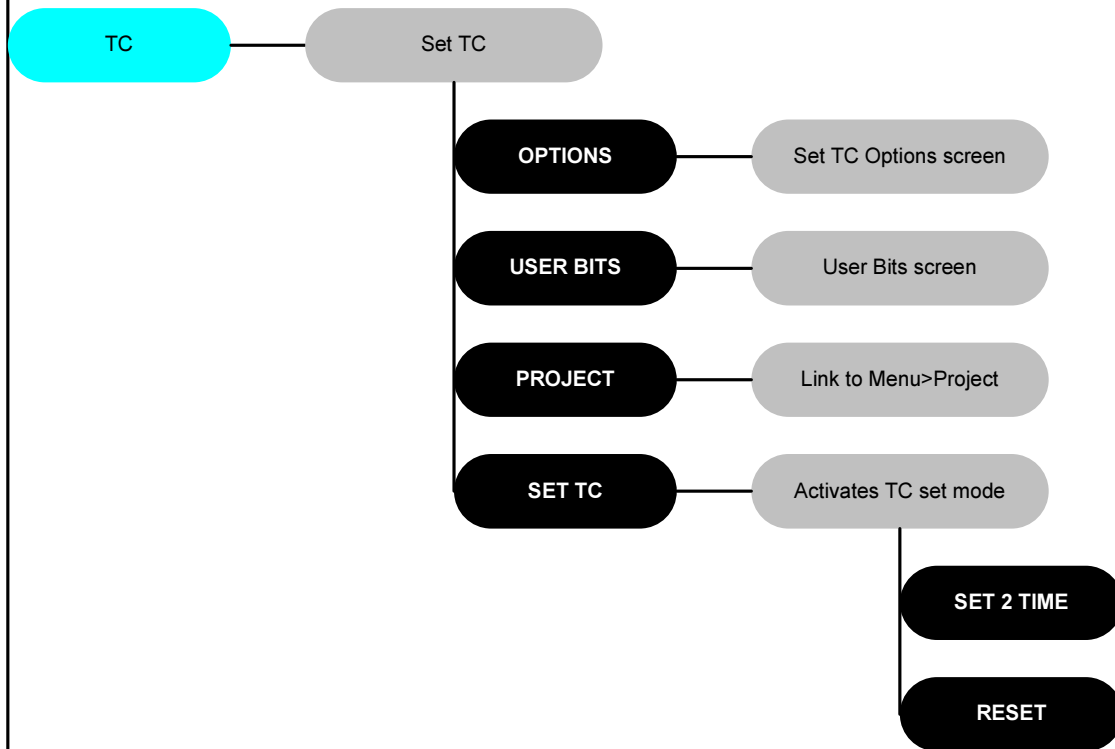 TC
Set TC
OPTIONS
Set TC Options screen
USER BITS
User Bits screen
PROJECT
Link to Menu>Project
SET TC
Activates TC set mode
SET 2 TIME
RESET